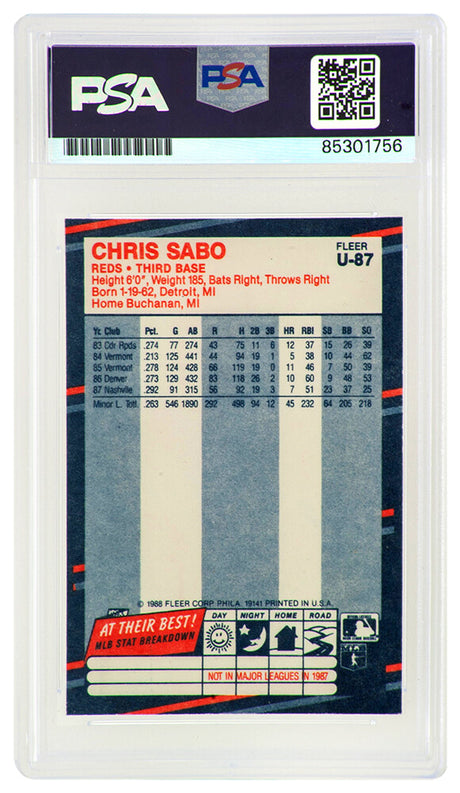 PSA
PSA
85301756
CHRIS SABO
FLEER
U-87
REDS • THIRD BASE
Height 6'0", Weight 185, Bats Right, Throws Right
Born 1-19-62, Detroit, MI
Home Buchanan, MI
Yr. Club Pct. G AB R H 2B 3B HR RBI SB BB SO
83 Cdr Rpds .274 77 274 43 75 11 6 12 37 15 26 39
84 Vermont .213 125 441 44 94 19 1 5 38 10 44 62
85 Vermont .278 124 428 66 119 19 0 11 46 7 50 39
86 Denver .273 129 432 83 118 26 2 10 60 9 48 53
87 Nashville .292 91 315 56 92 19 3 7 51 23 37 25
Minor L. Totl. .263 546 1890 292 498 94 12 45 232 64 205 218
© 1988 FLEER CORP. PHILA. 19141 PRINTED IN U.S.A.
AT THEIR BEST!
MLB STAT BREAKDOWN
DAY NIGHT HOME ROAD
NOT IN MAJOR LEAGUES IN 1987